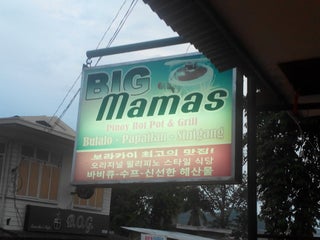 BIG
Mamas
Pinoy Hot Pot & Grill
Bulalo - Papaitan - Sinigang
보라카이 최고의 맛집!
오리지널 필리피노 스타일 식당
바비큐-수프-신선한 해산물